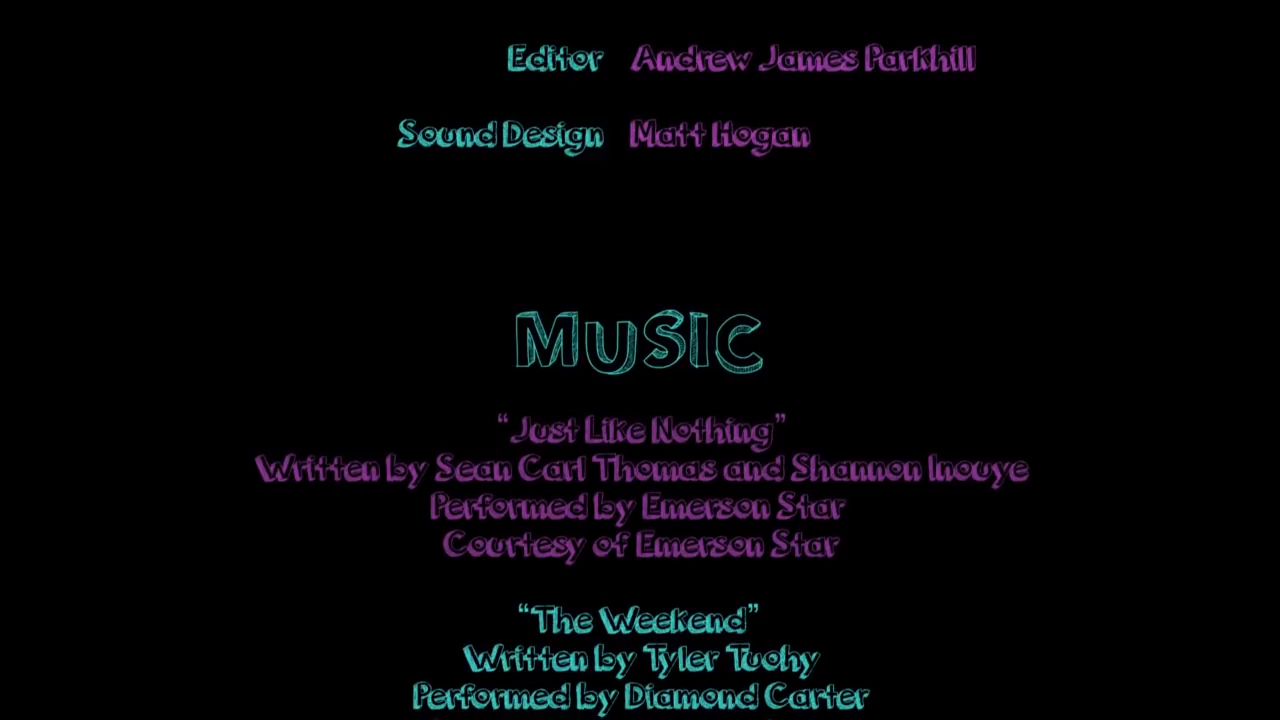 Editor Andrew James Parkhill
Sound Design Matt Hogan
MUSIC
“Just Like Nothing”
Written by Sean Carl Thomas and Shannon Inouye
Performed by Emerson Star
Courtesy of Emerson Star
“The Weekend”
Written by Tyler Tuohy
Performed by Diamond Carter